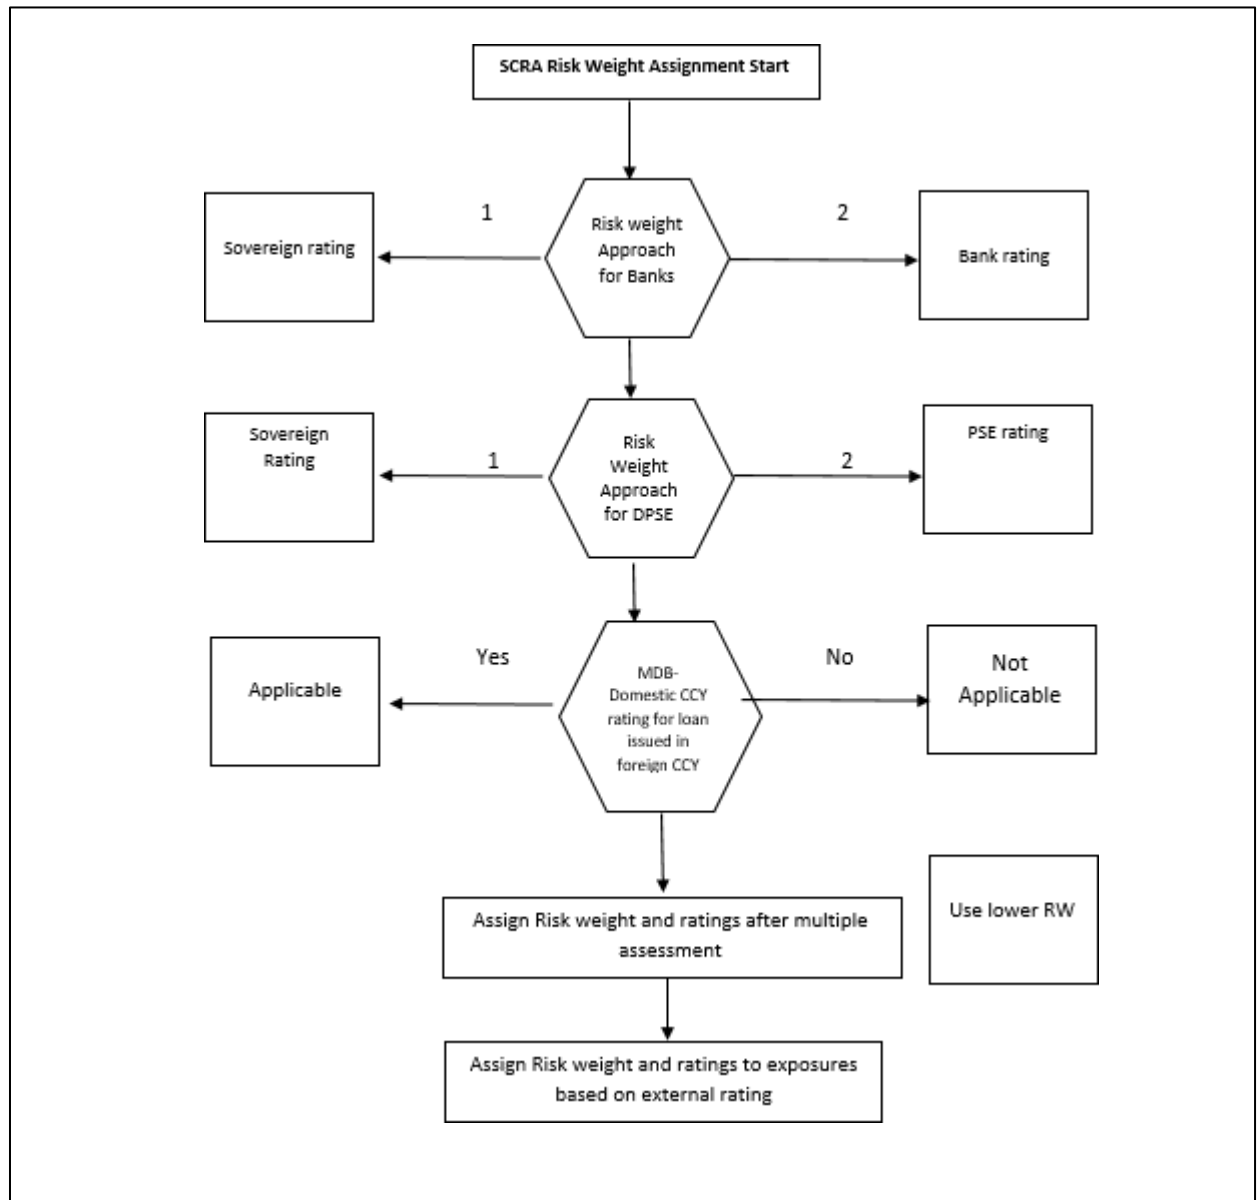 SCRA Risk Weight Assignment Start
1
2
Risk weight
Approach
for Banks
Sovereign rating
Bank rating
Sovereign
Rating
1
Risk
Weight
Approach
for DPSE
2
PSE rating
Applicable
Yes
MDB-
Domestic CCY
rating for loan
issued in
foreign CCY
No
Not
Applicable
Use lower RW
Assign Risk weight and ratings after multiple
assessment
Assign Risk weight and ratings to exposures
based on external rating